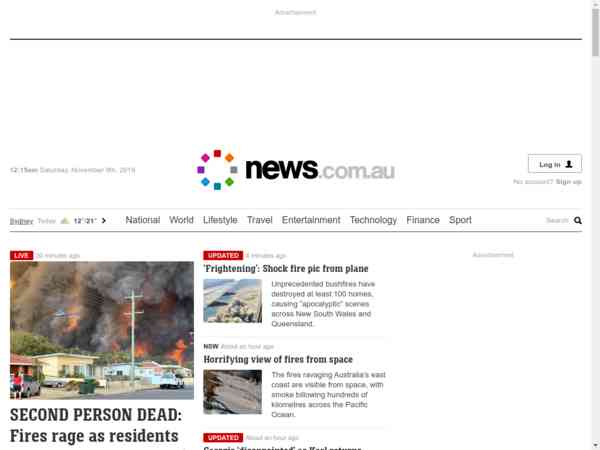 Advertisement
12:15am Saturday, November 9th, 2019
news.com.au
Log in
No account? Sign up
Sydney Today 12°/21°
National World Lifestyle Travel Entertainment Technology Finance Sport
Search
LIVE 30 minutes ago
SECOND PERSON DEAD:
Fires rage as residents
UPDATED minutes ago
'Frightening': Shock fire pic from plane
Unprecedented bushfires have
destroyed at least 100 homes,
causing "apocalyptic" scenes
across New South Wales and
Queensland.
NSW About an hour ago
Horrifying view of fires from space
The fires ravaging Australia's east
coast are visible from space, with
smoke billowing hundreds of
kilometres across the Pacific
Ocean.
UPDATED About an hour ago
Advertisement